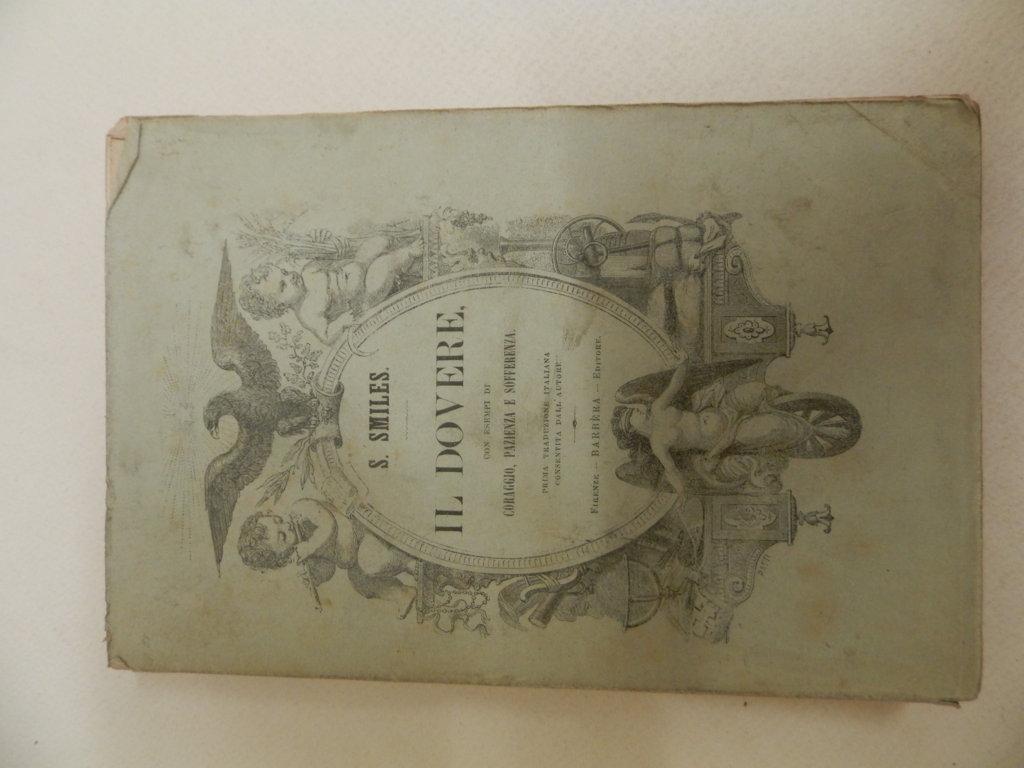 S. SMILES.
IL DOVERE,
CON ESEMPI DI
CORAGGIO, PAZIENZA E SOFFERENZA.
PRIMA TRADUZIONE ITALIANA
CONSENTITA DALL'AUTORE.
FIRENZE — BARBÈRA — EDITORE.